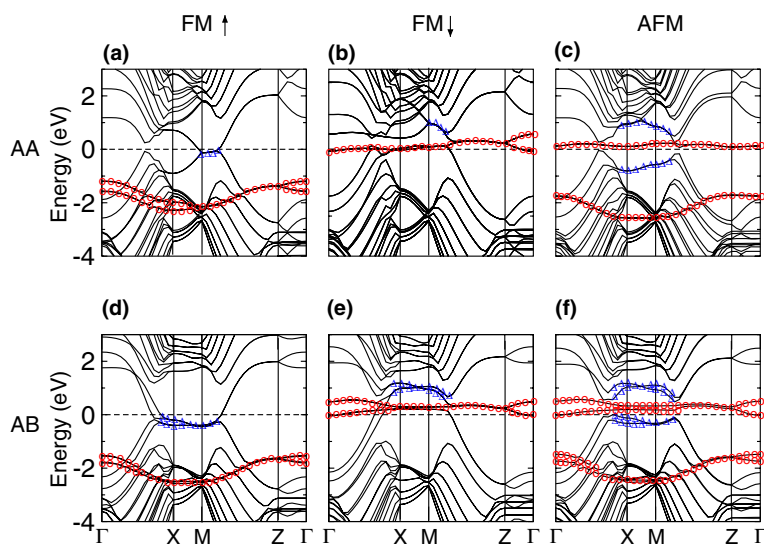 FM ↑ FM ↓ AFM
(a) (b) (c)
AA
Energy (eV)
2
0
-2
-4
(d) (e) (f)
AB
Energy (eV)
2
0
-2
-4
Γ X M Z Γ X M Z Γ X M Z Γ